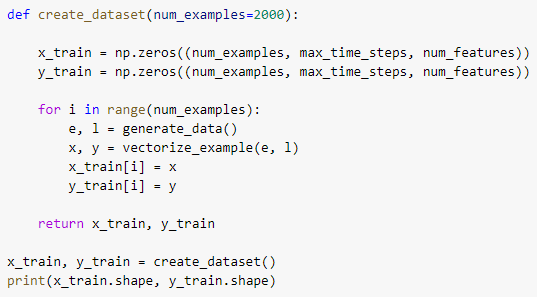 def create_dataset(num_examples=2000):
    x_train = np.zeros((num_examples, max_time_steps, num_features))
    y_train = np.zeros((num_examples, max_time_steps, num_features))
    for i in range(num_examples):
        e, l = generate_data()
        x, y = vectorize_example(e, l)
        x_train[i] = x
        y_train[i] = y
    return x_train, y_train
x_train, y_train = create_dataset()
print(x_train.shape, y_train.shape)